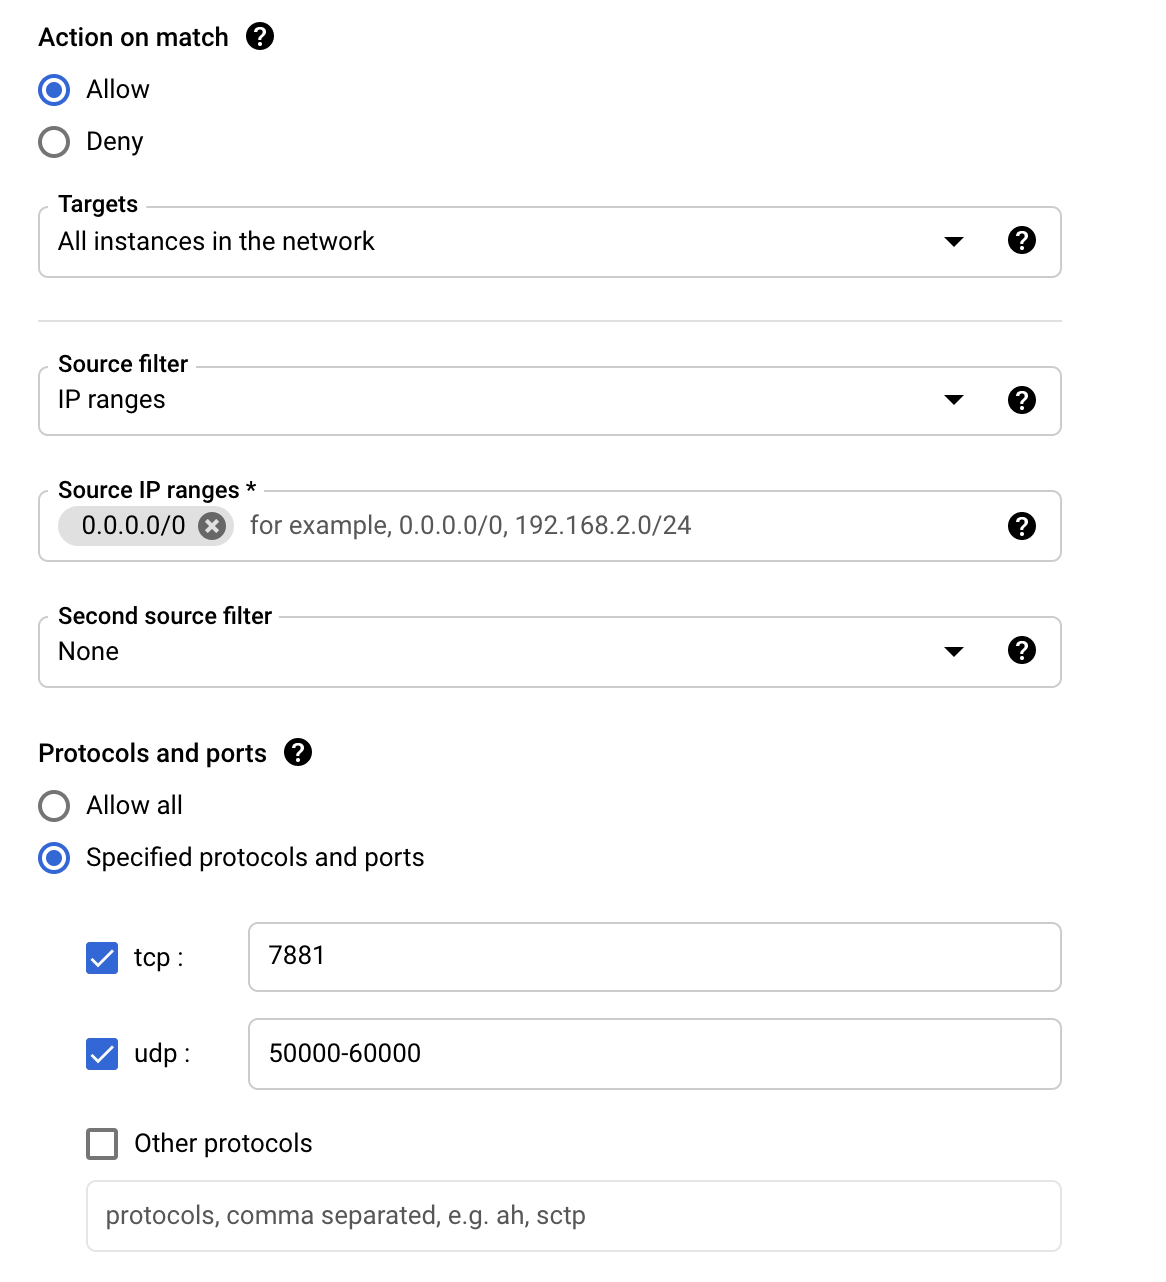 Action on match
Allow
Deny
Targets
All instances in the network
Source filter
IP ranges
Source IP ranges *
0.0.0.0/0 for example, 0.0.0.0/0, 192.168.2.0/24
Second source filter
None
Protocols and ports
Allow all
Specified protocols and ports
tcp : 7881
udp : 50000-60000
Other protocols
protocols, comma separated, e.g. ah, sctp